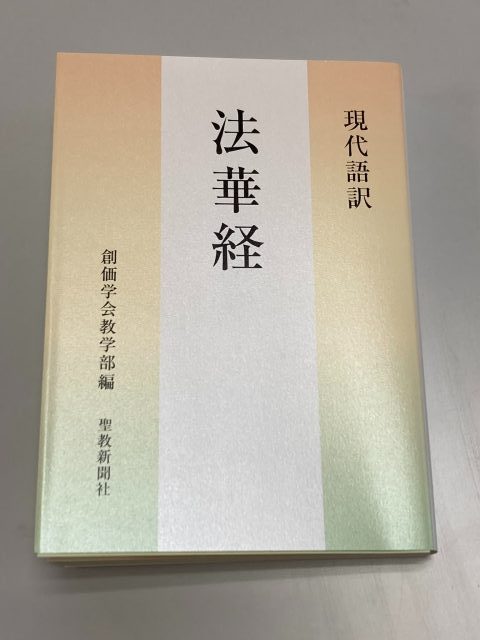 現代語訳
法華経
創価学会教学部編
聖教新聞社